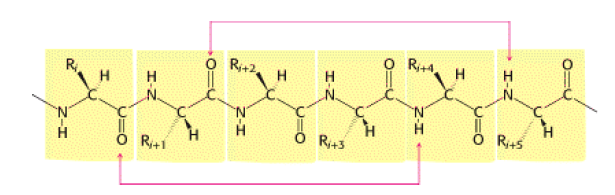 Ri O Ri+2 O Ri+4 O
H H H H H H
C N C C N C C N C
N C C N C C N C C
H O Ri+1 H H O Ri+3 H H O Ri+5 H